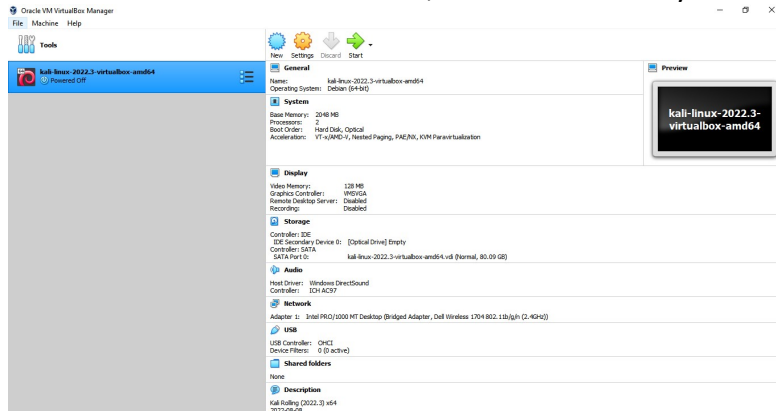 Oracle VM VirtualBox Manager
File Machine Help
Tools
New Settings Discard Start
kali-linux-2022.3-virtualbox-amd64
Powered Off
General
Name: kali-linux-2022.3-virtualbox-amd64
Operating System: Debian (64-bit)
System
Base Memory: 2048 MB
Processors: 2
Boot Order: Hard Disk, Optical
Acceleration: VT-x/AMD-V, Nested Paging, PAE/NX, KVM Paravirtualization
Preview
kali-linux-2022.3-
virtualbox-amd64
Display
Video Memory: 128 MB
Graphics Controller: VMSVGA
Remote Desktop Server: Disabled
Recording: Disabled
Storage
Controller: IDE
IDE Secondary Device 0: [Optical Drive] Empty
Controller: SATA
SATA Port 0: kali-linux-2022.3-virtualbox-amd64.vdi (Normal, 80.09 GB)
Audio
Host Driver: Windows DirectSound
Controller: ICH AC97
Network
Adapter 1: Intel PRO/1000 MT Desktop (Bridged Adapter, Dell Wireless 1704 802.11b/g/n (2.4GHz))
USB
USB Controller: OHCI
Device Filters: 0 (0 active)
Shared folders
None
Description
Kali Rolling (2022.3) x64
2022-08-08